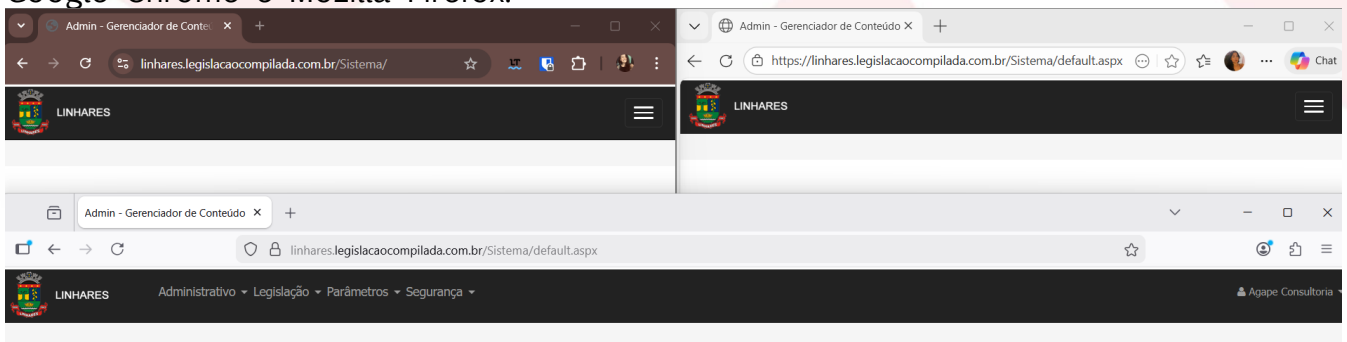 Google Chrome e Mozilla Firefox.
Admin - Gerenciador de Conteú
linhares.legislacaocompilada.com.br/Sistema/
LINHARES
Admin - Gerenciador de Conteúdo
https://linhares.legislacaocompilada.com.br/Sistema/default.aspx
Chat
LINHARES
Admin - Gerenciador de Conteúdo
linhares.legislacaocompilada.com.br/Sistema/default.aspx
LINHARES Administrativo Legislação Parâmetros Segurança Agape Consultoria